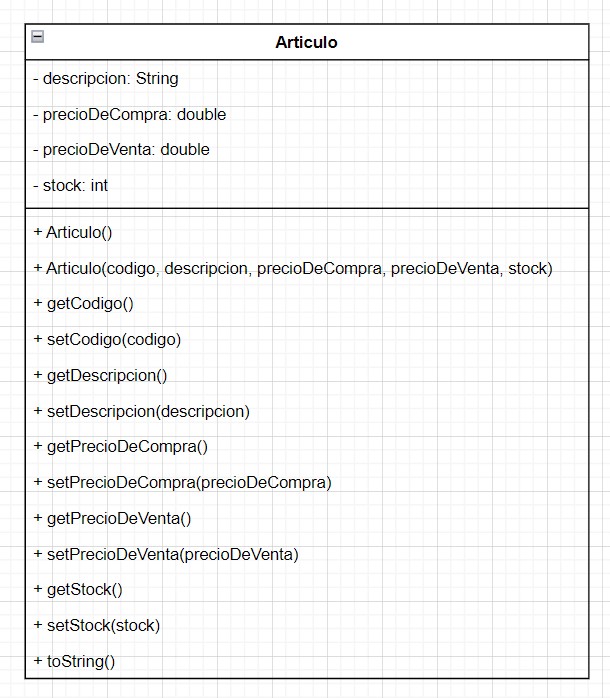 Articulo
- descripcion: String
- precioDeCompra: double
- precioDeVenta: double
- stock: int
+ Articulo()
+ Articulo(codigo, descripcion, precioDeCompra, precioDeVenta, stock)
+ getCodigo()
+ setCodigo(codigo)
+ getDescripcion()
+ setDescripcion(descripcion)
+ getPrecioDeCompra()
+ setPrecioDeCompra(precioDeCompra)
+ getPrecioDeVenta()
+ setPrecioDeVenta(precioDeVenta)
+ getStock()
+ setStock(stock)
+ toString()